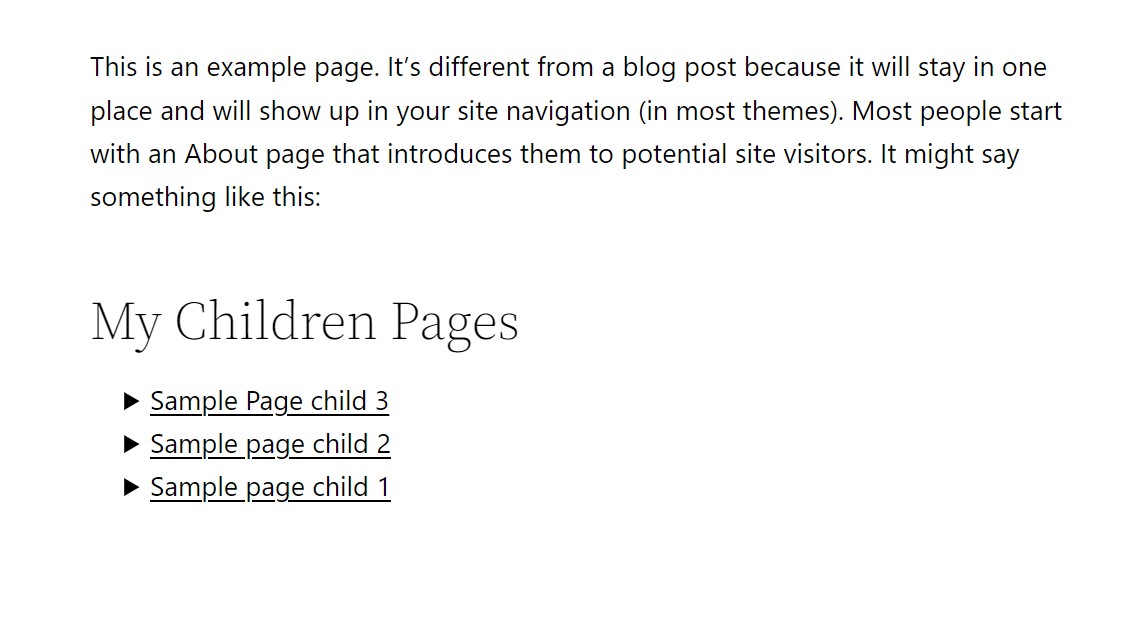 This is an example page. It’s different from a blog post because it will stay in one
place and will show up in your site navigation (in most themes). Most people start
with an About page that introduces them to potential site visitors. It might say
something like this:
My Children Pages
Sample Page child 3
Sample page child 2
Sample page child 1